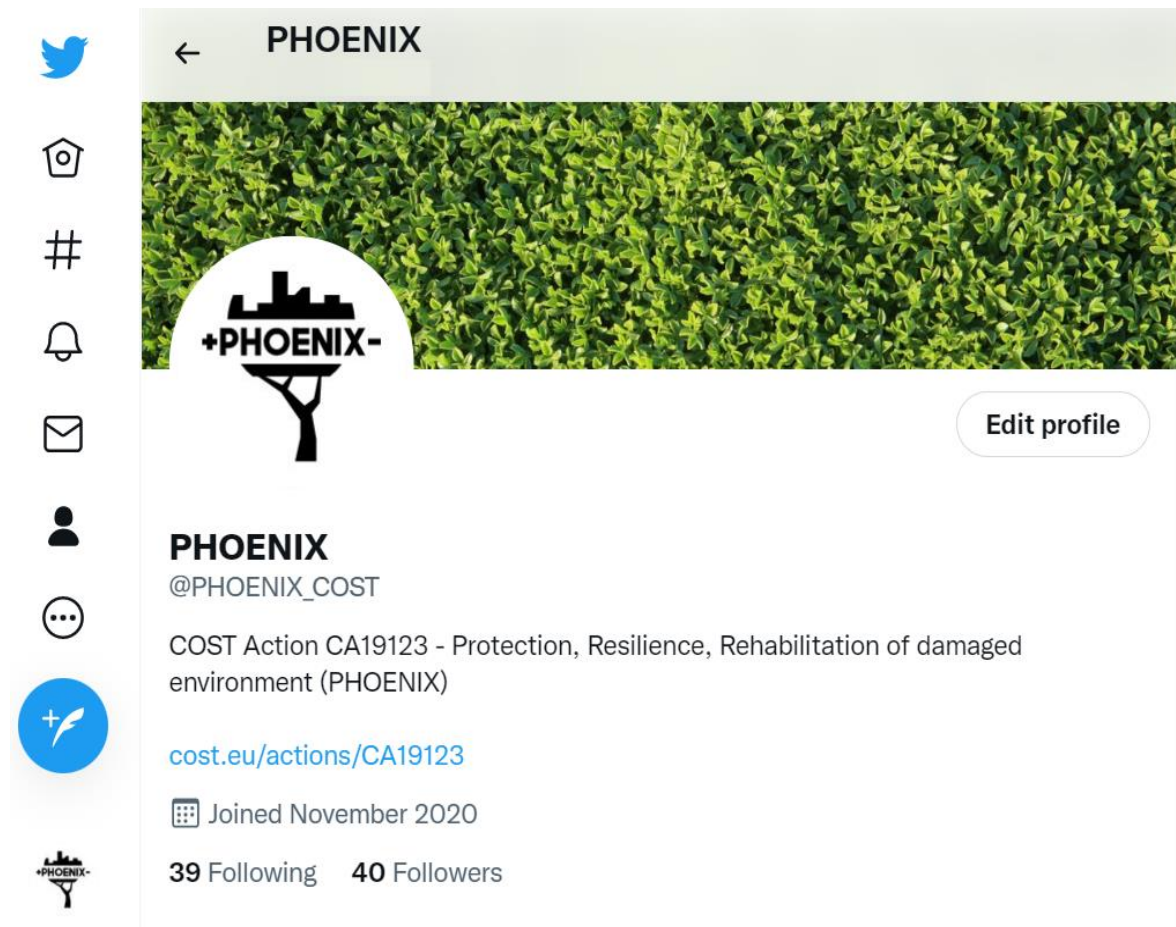 PHOENIX
+PHOENIX-
Edit profile
PHOENIX
@PHOENIX_COST
COST Action CA19123 - Protection, Resilience, Rehabilitation of damaged
environment (PHOENIX)
cost.eu/actions/CA19123
Joined November 2020
39 Following 40 Followers
+PHOENIX-